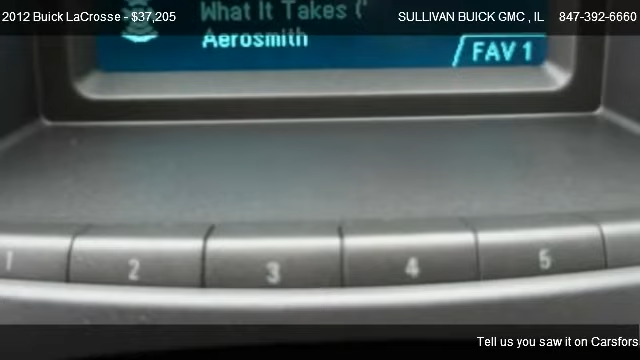 2012 Buick LaCrosse - $37,205 SULLIVAN BUICK GMC , IL 847-392-6660
What It Takes ('
Aerosmith
FAV 1
1 2 3 4 5
Tell us you saw it on Carsfors